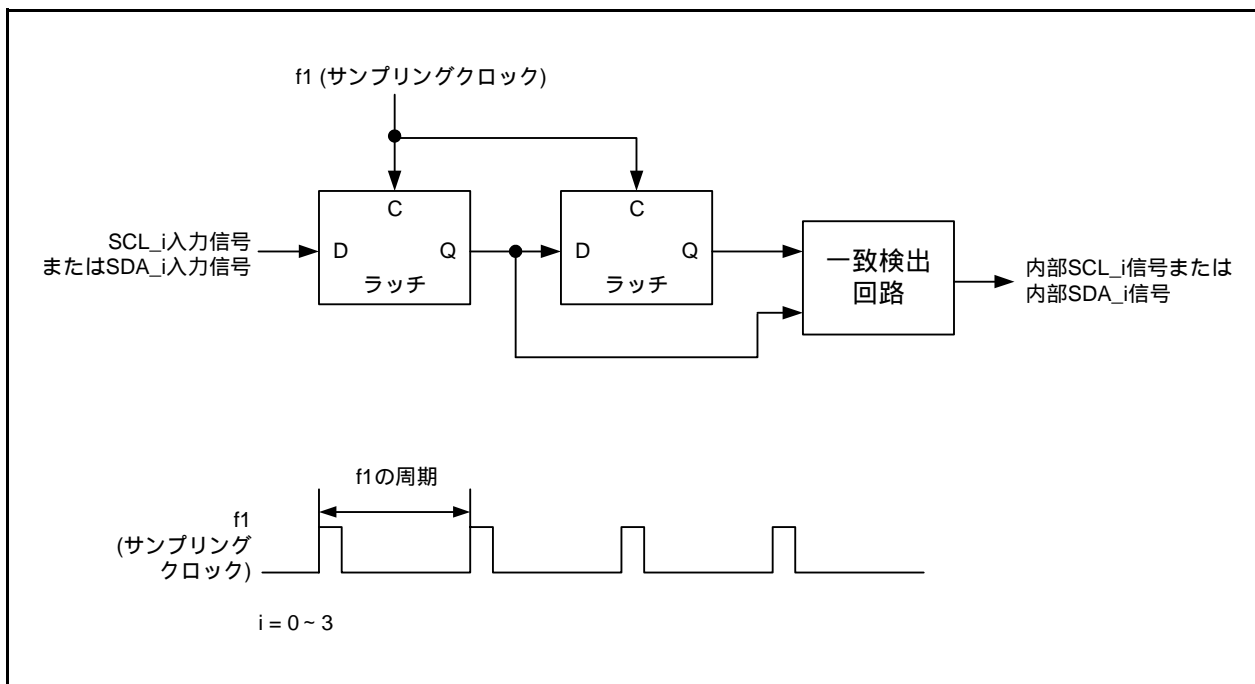 f1 (サンプリングクロック)
C
C
SCL_i入力信号
またはSDA_i入力信号
D
Q
D
Q
ラッチ
ラッチ
一致検出
回路
内部SCL_i信号または
内部SDA_i信号
f1の周期
f1
(サンプリング
クロック)
i = 0 ~ 3